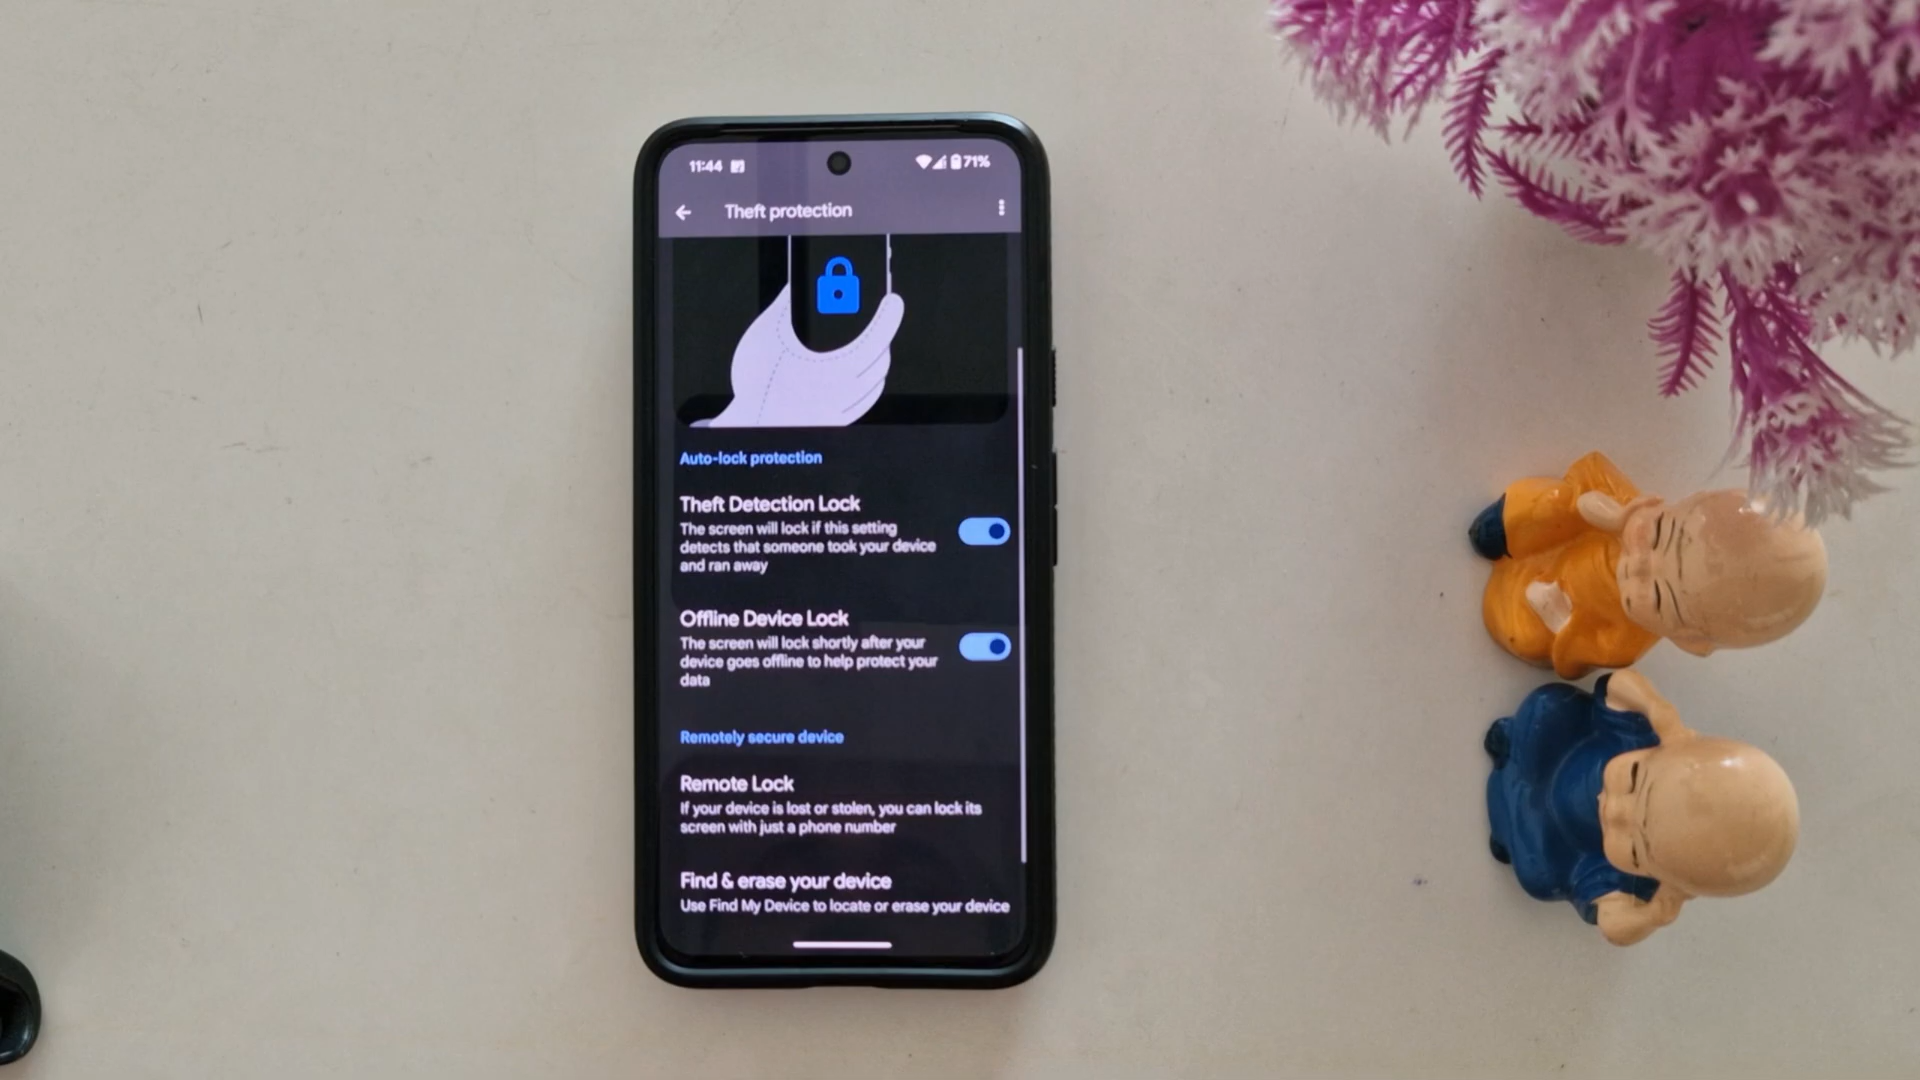 11:44
71%
Theft protection
Auto-lock protection
Theft Detection Lock
The screen will lock if this setting
detects that someone took your device
and ran away
Offline Device Lock
The screen will lock shortly after your
device goes offline to help protect your
data
Remotely secure device
Remote Lock
If your device is lost or stolen, you can lock its
screen with just a phone number
Find & erase your device
Use Find My Device to locate or erase your device